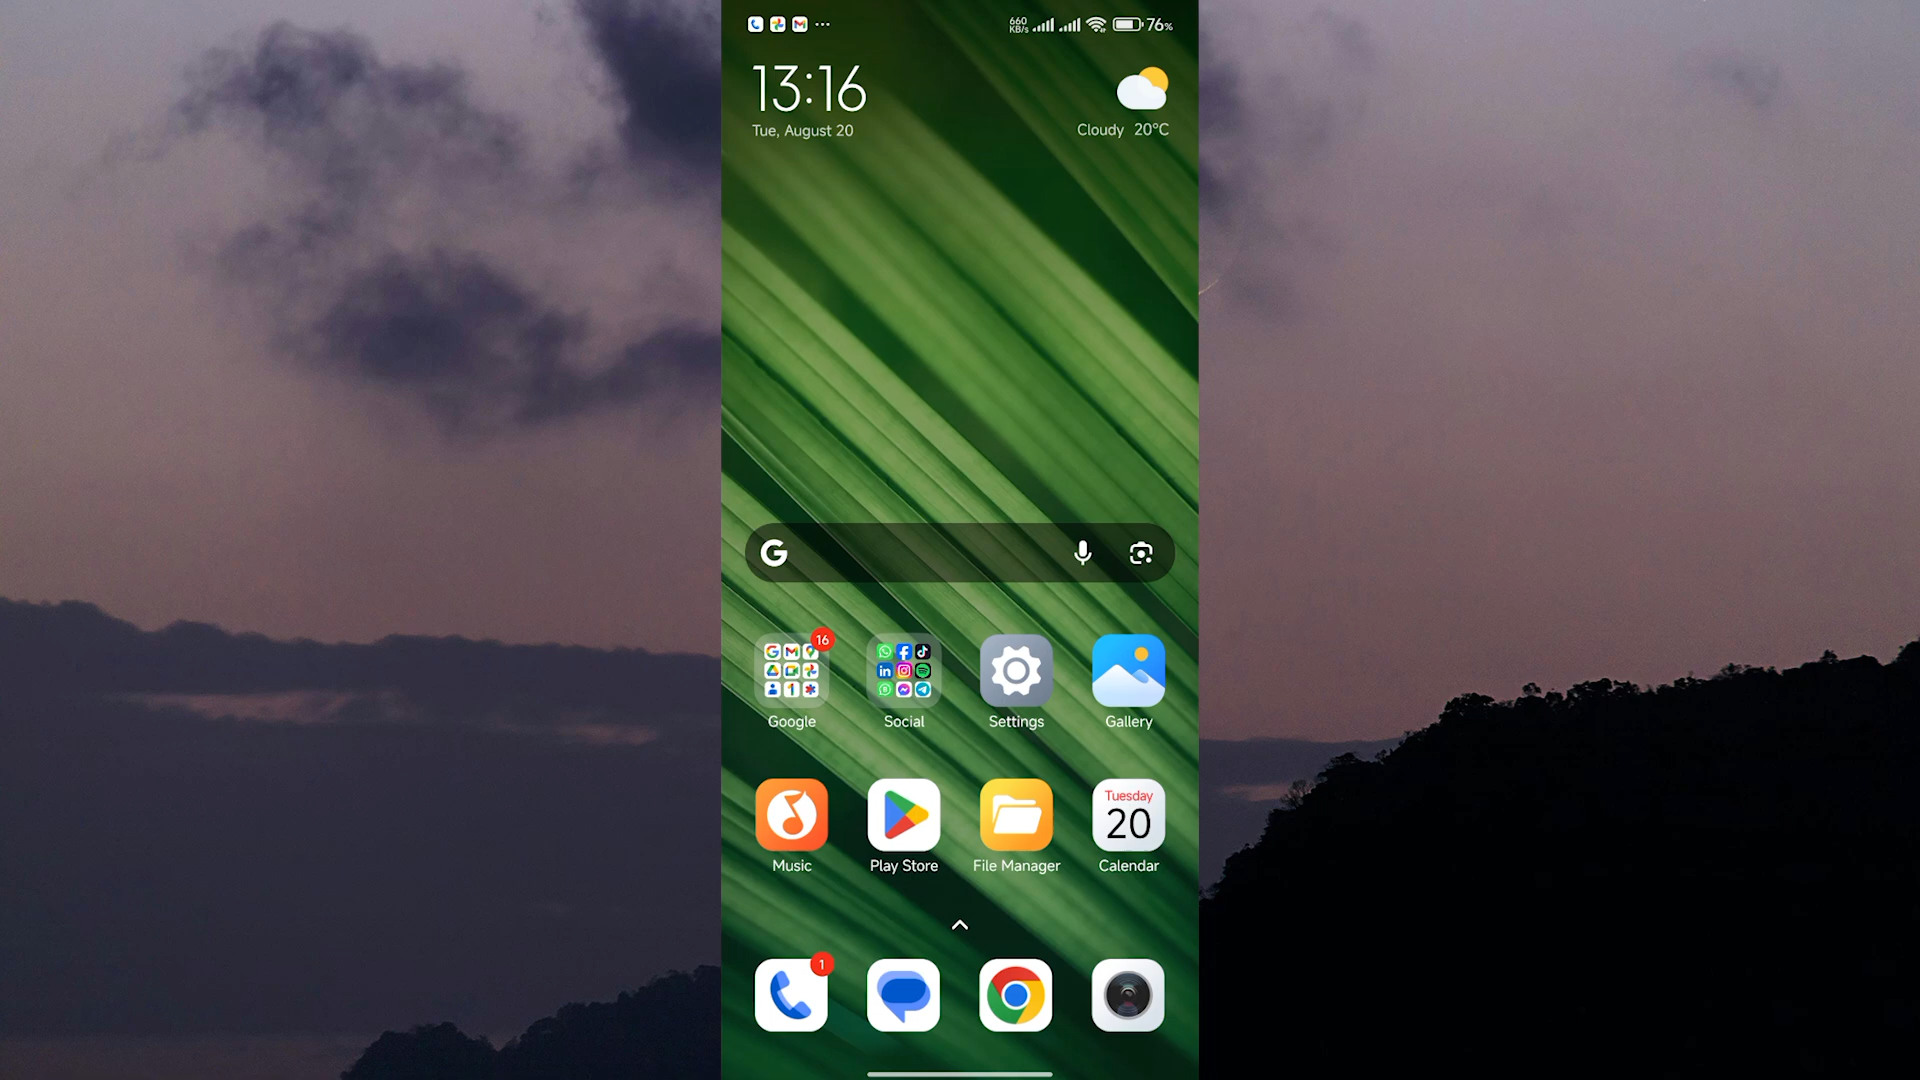 660
KB/s
76%
13:16
Tue, August 20
Cloudy 20°C
16
Google
Social
Settings
Gallery
Tuesday
20
Music
Play Store
File Manager
Calendar
1